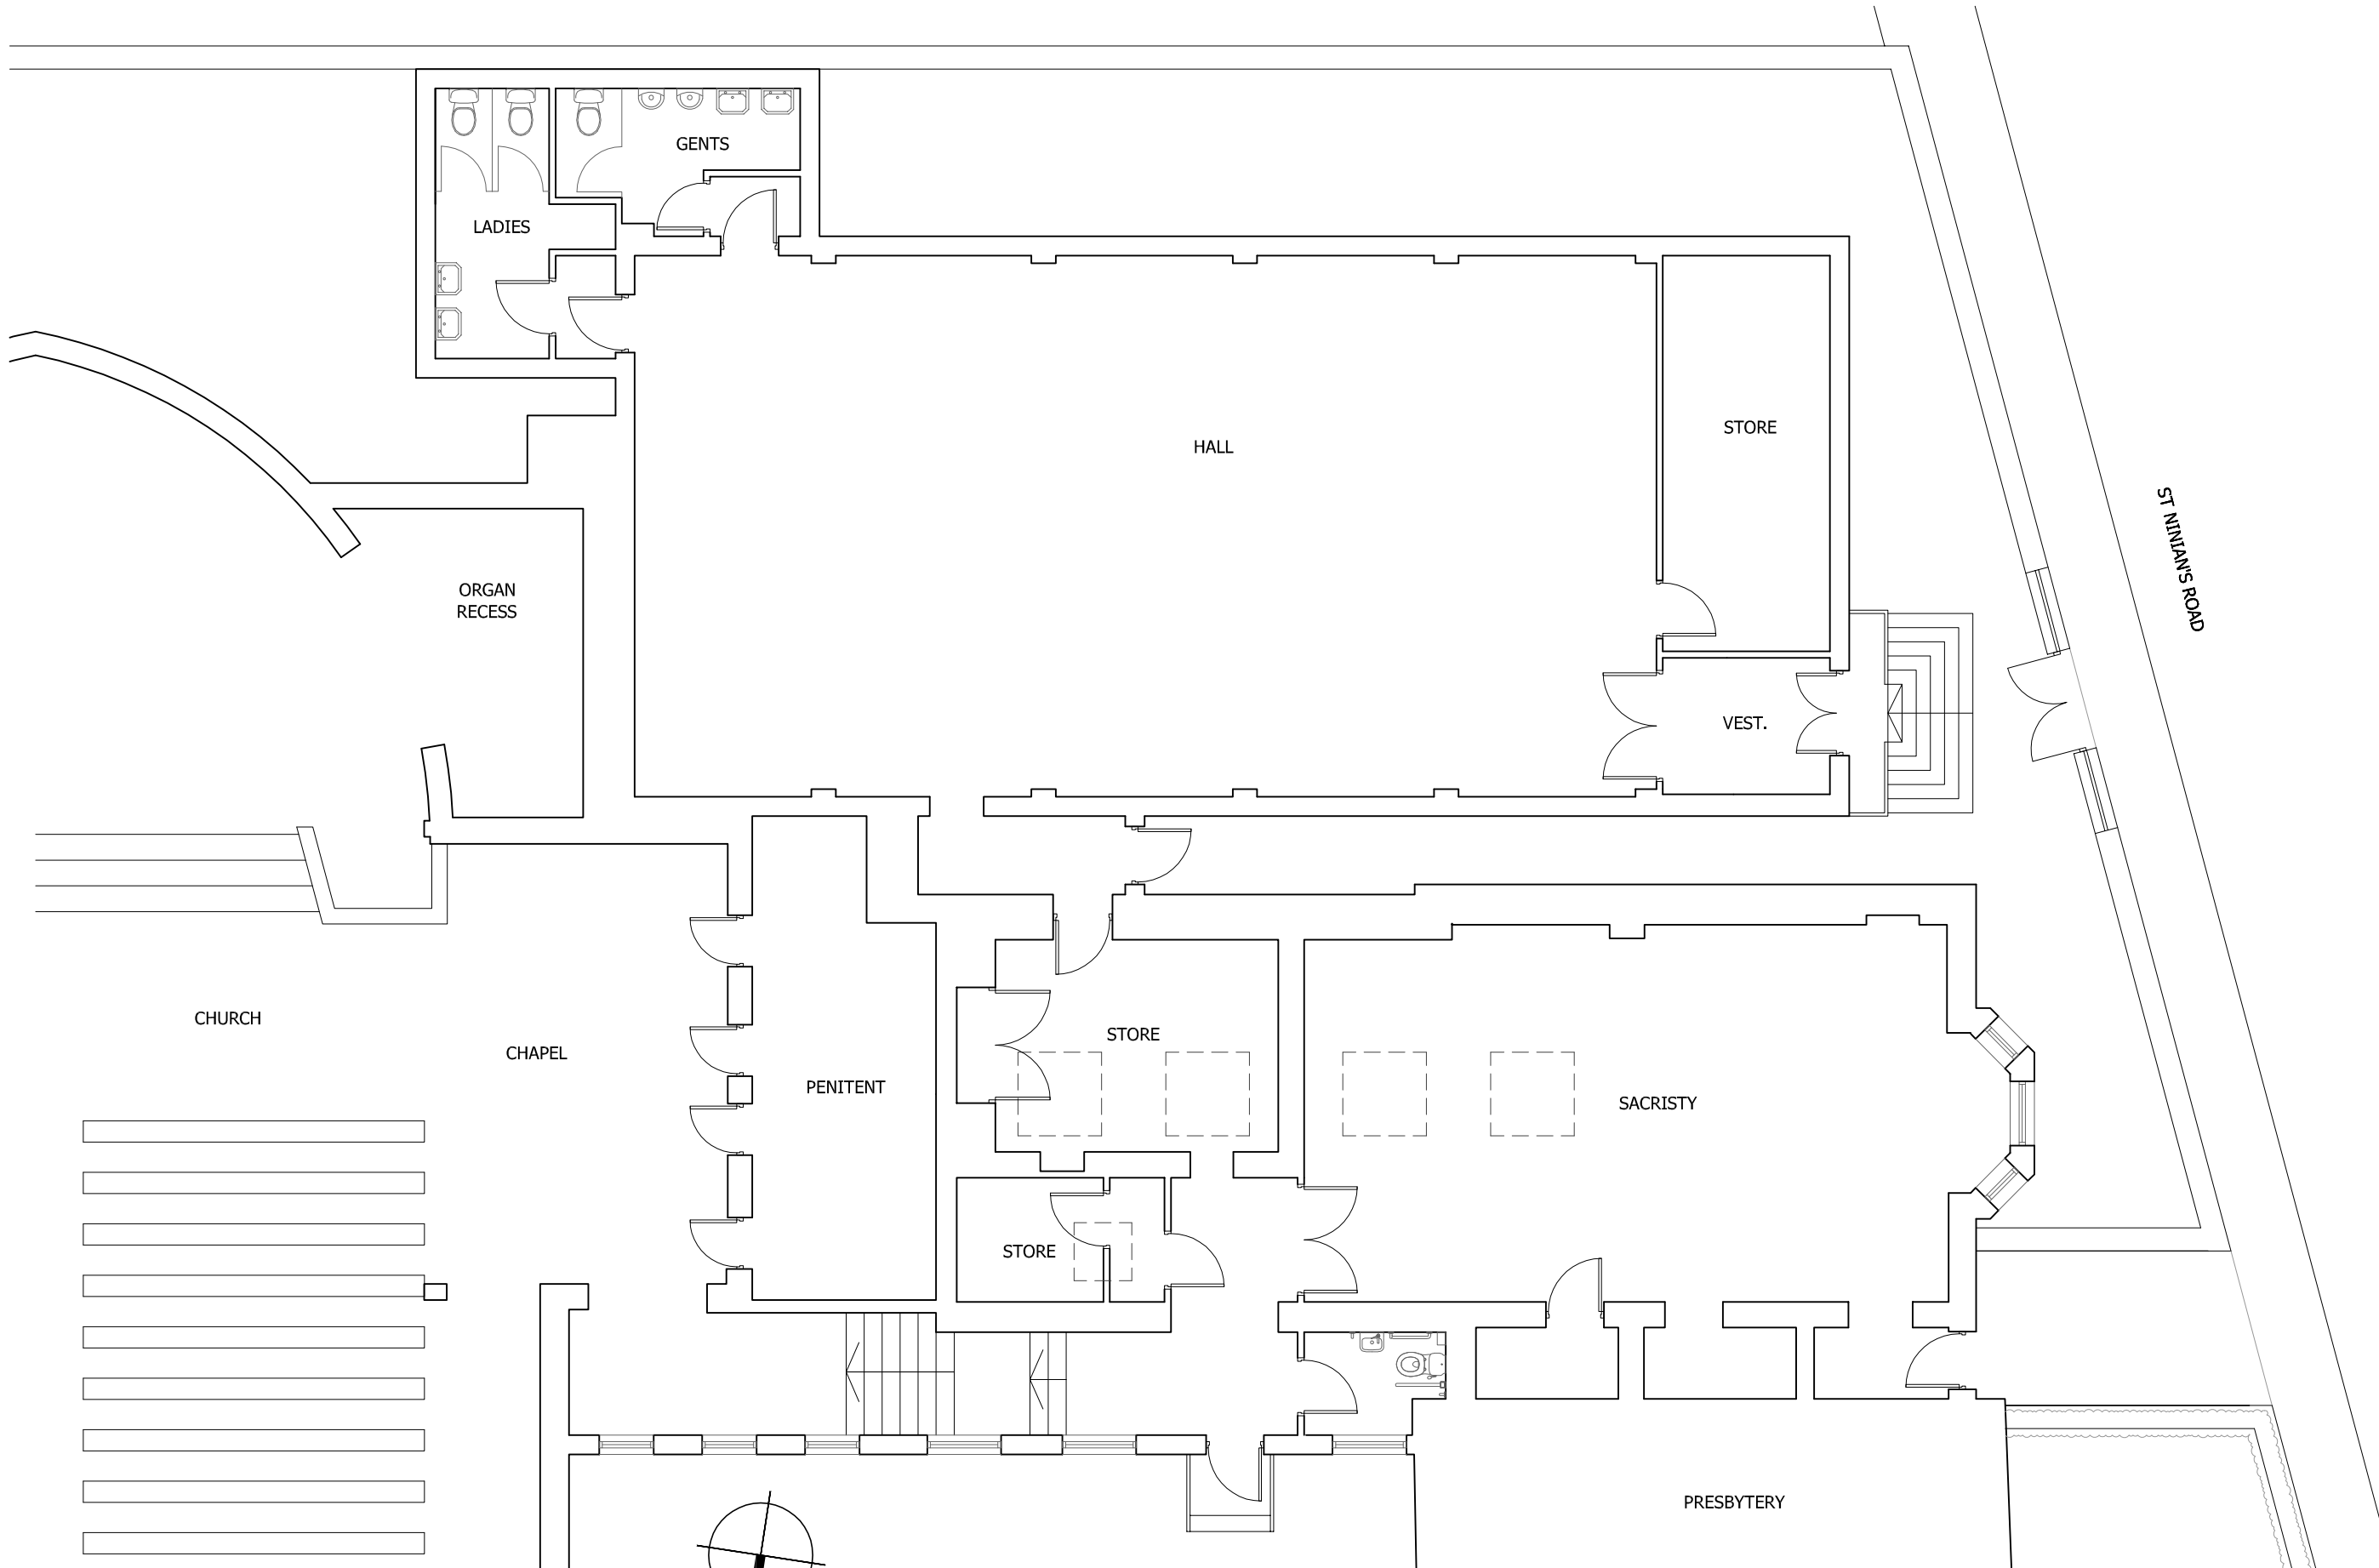 GENTS
LADIES
HALL
STORE
ST NINIAN'S ROAD
ORGAN
RECESS
VEST.
CHURCH
CHAPEL
STORE
PENITENT
SACRISTY
STORE
PRESBYTERY